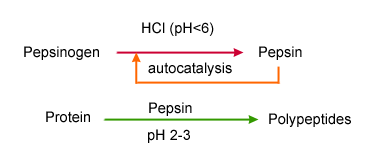 HCl (pH<6)
Pepsinogen Pepsin
autocatalysis
Pepsin
Protein Polypeptides
pH 2-3